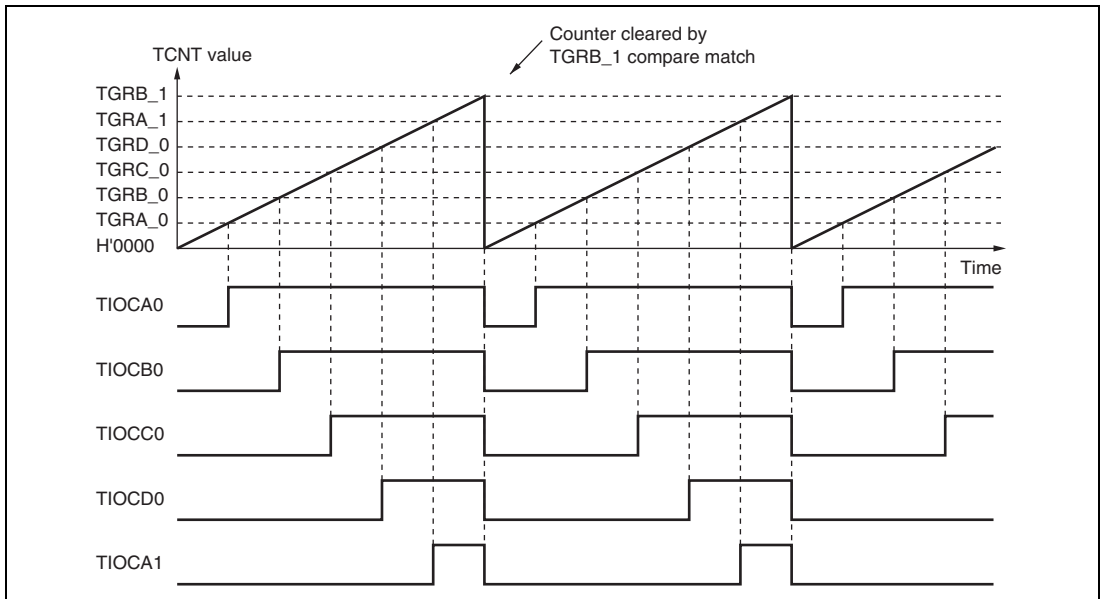 Counter cleared by
TGRB_1 compare match
TCNT value
TGRB_1
TGRA_1
TGRD_0
TGRC_0
TGRB_0
TGRA_0
H'0000
Time
TIOCA0
TIOCB0
TIOCC0
TIOCD0
TIOCA1